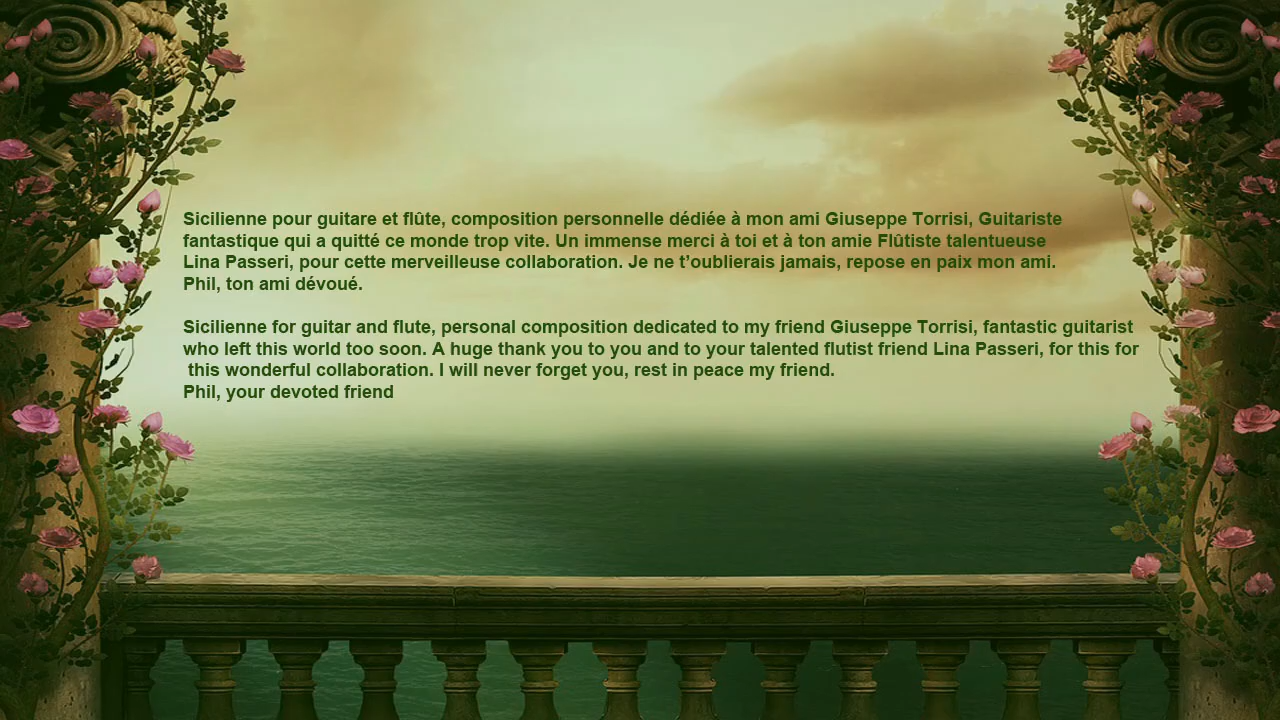 Sicilienne pour guitare et flûte, composition personnelle dédiée à mon ami Giuseppe Torrisi, Guitariste
fantastique qui a quitté ce monde trop vite. Un immense merci à toi et à ton amie Flûtiste talentueuse
Lina Passeri, pour cette merveilleuse collaboration. Je ne t’oublierais jamais, repose en paix mon ami.
Phil, ton ami dévoué.
Sicilienne for guitar and flute, personal composition dedicated to my friend Giuseppe Torrisi, fantastic guitarist
who left this world too soon. A huge thank you to you and to your talented flutist friend Lina Passeri, for this for
this wonderful collaboration. I will never forget you, rest in peace my friend.
Phil, your devoted friend